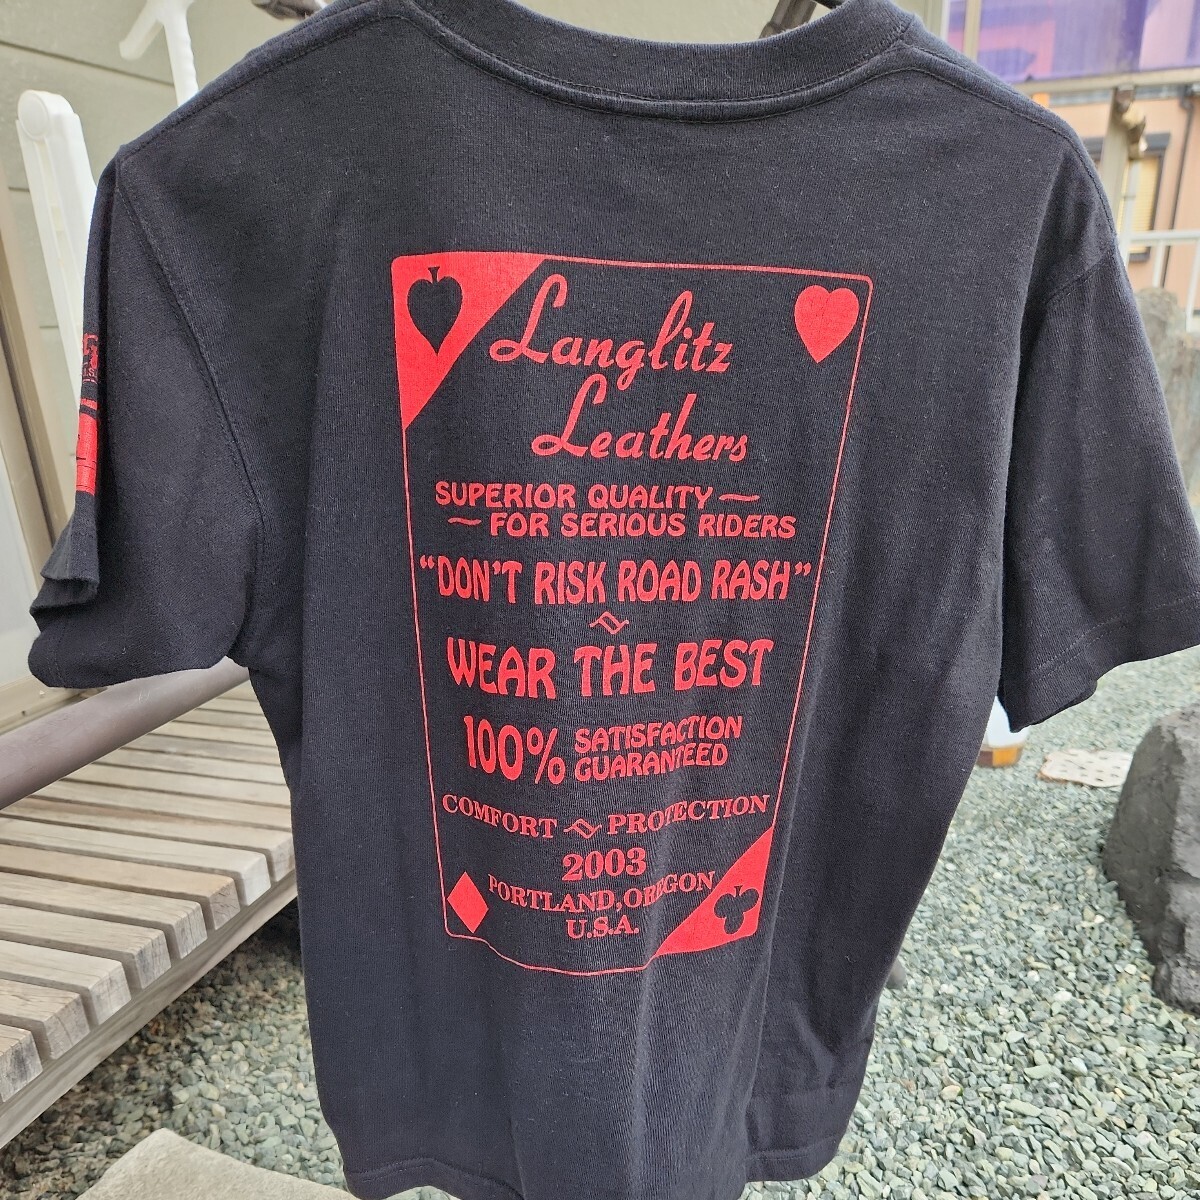 Langlitz
Leathers
SUPERIOR QUALITY ~
~ FOR SERIOUS RIDERS
"DON'T RISK ROAD RASH"
~
WEAR THE BEST
100% SATISFACTION
GUARANTEED
COMFORT ~ PROTECTION
2003
PORTLAND, OREGON
U.S.A.